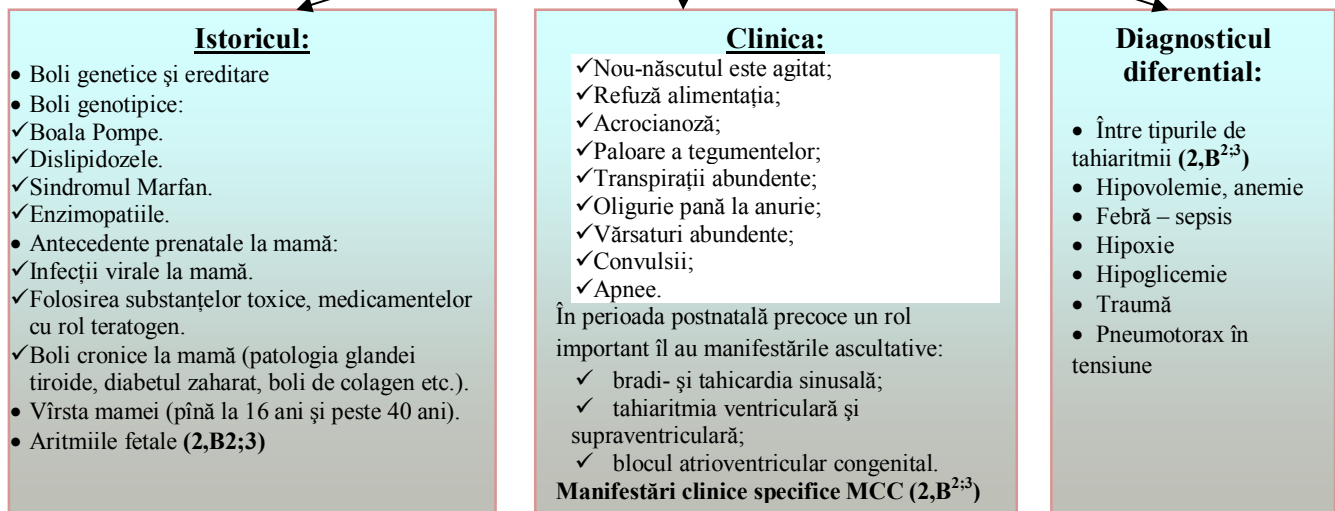 Istoricul:
• Boli genetice şi ereditare
• Boli genotipice:
✓Boala Pompe.
✓Dislipidozele.
✓Sindromul Marfan.
✓Enzimopatiile.
• Antecedente prenatale la mamă:
✓Infecții virale la mamă.
✓Folosirea substanțelor toxice, medicamentelor
cu rol teratogen.
✓Boli cronice la mamă (patologia glandei
tiroide, diabetul zaharat, boli de colagen etc.).
• Vîrsta mamei (pînă la 16 ani şi peste 40 ani).
• Aritmiile fetale (2,B2;3)
Clinica:
✓Nou-născutul este agitat;
✓Refuză alimentația;
✓Acrocianoză;
✓Paloare a tegumentelor;
✓Transpirații abundente;
✓Oligurie pană la anurie;
✓Vărsaturi abundente;
✓Convulsii;
✓Apnee.
În perioada postnatală precoce un rol
important îl au manifestările ascultative:
✓ bradi- şi tahicardia sinusală;
✓ tahiaritmia ventriculară şi
supraventriculară;
✓ blocul atrioventricular congenital.
Manifestări clinice specifice MCC (2,B2;3)
Diagnosticul
diferential:
• Între tipurile de
tahiaritmii (2,B2;3)
• Hipovolemie, anemie
• Febră – sepsis
• Hipoxie
• Hipoglicemie
• Traumă
• Pneumotorax în
tensiune